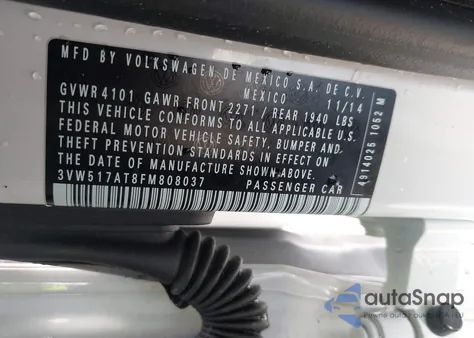 MFD BY VOLKSWAGEN DE MEXICO S.A. DE C.V.
MEXICO 11/14
GVWR 4101 GAWR FRONT 2271 / REAR 1940 LBS
THIS VEHICLE CONFORMS TO ALL APPLICABLE U.S.
FEDERAL MOTOR VEHICLE SAFETY, BUMPER AND
THEFT PREVENTION STANDARDS IN EFFECT ON
THE DATE OF MANUFACTURE SHOWN ABOVE.
3VW517AT8FM808037 PASSENGER CAR
4914025 1052 M
autoSnap